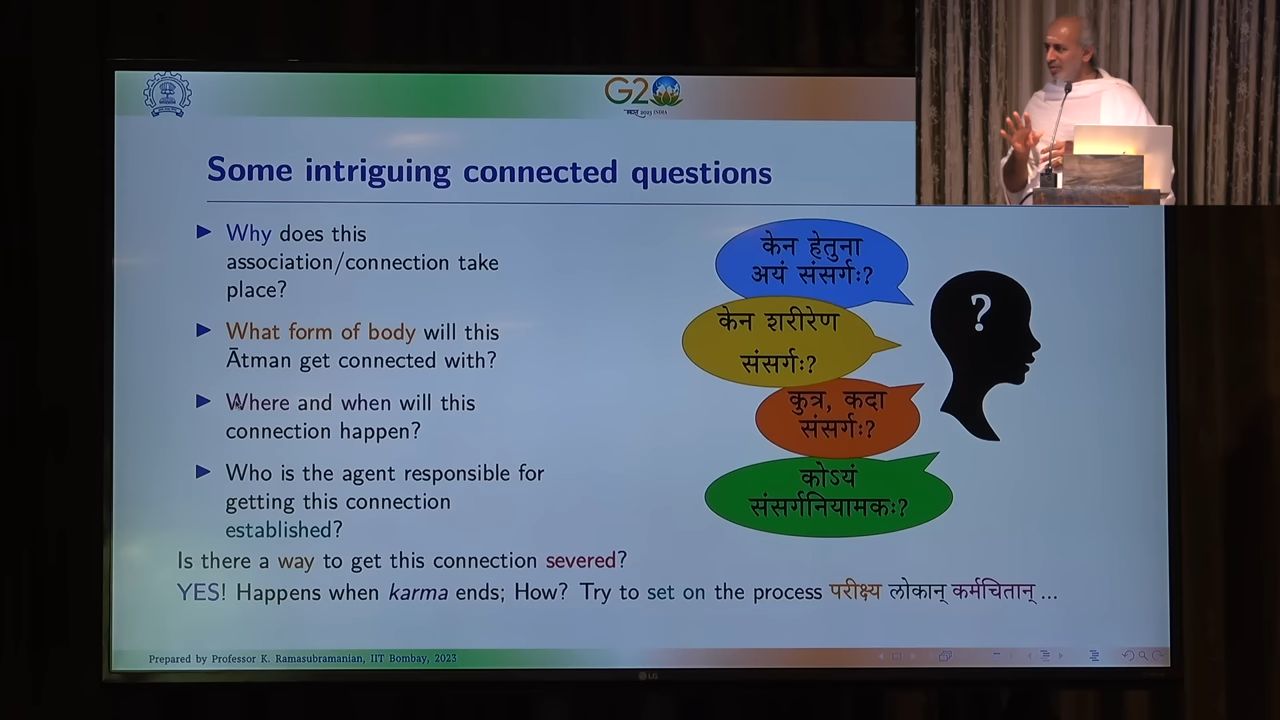 G20
भारत 2023 INDIA
Some intriguing connected questions
Why does this
association/connection take
place?
What form of body will this
Ātman get connected with?
Where and when will this
connection happen?
Who is the agent responsible for
getting this connection
established?
केन हेतुना
अयं संसर्गः?
केन शरीरेण
संसर्गः?
कुत्र, कदा
संसर्गः?
कोऽयं
संसर्गनियामकः?
?
Is there a way to get this connection severed?
YES! Happens when karma ends; How? Try to set on the process परीक्ष्य लोकान् कर्मचितान् ...
Prepared by Professor K. Ramasubramanian, IIT Bombay, 2023
LG